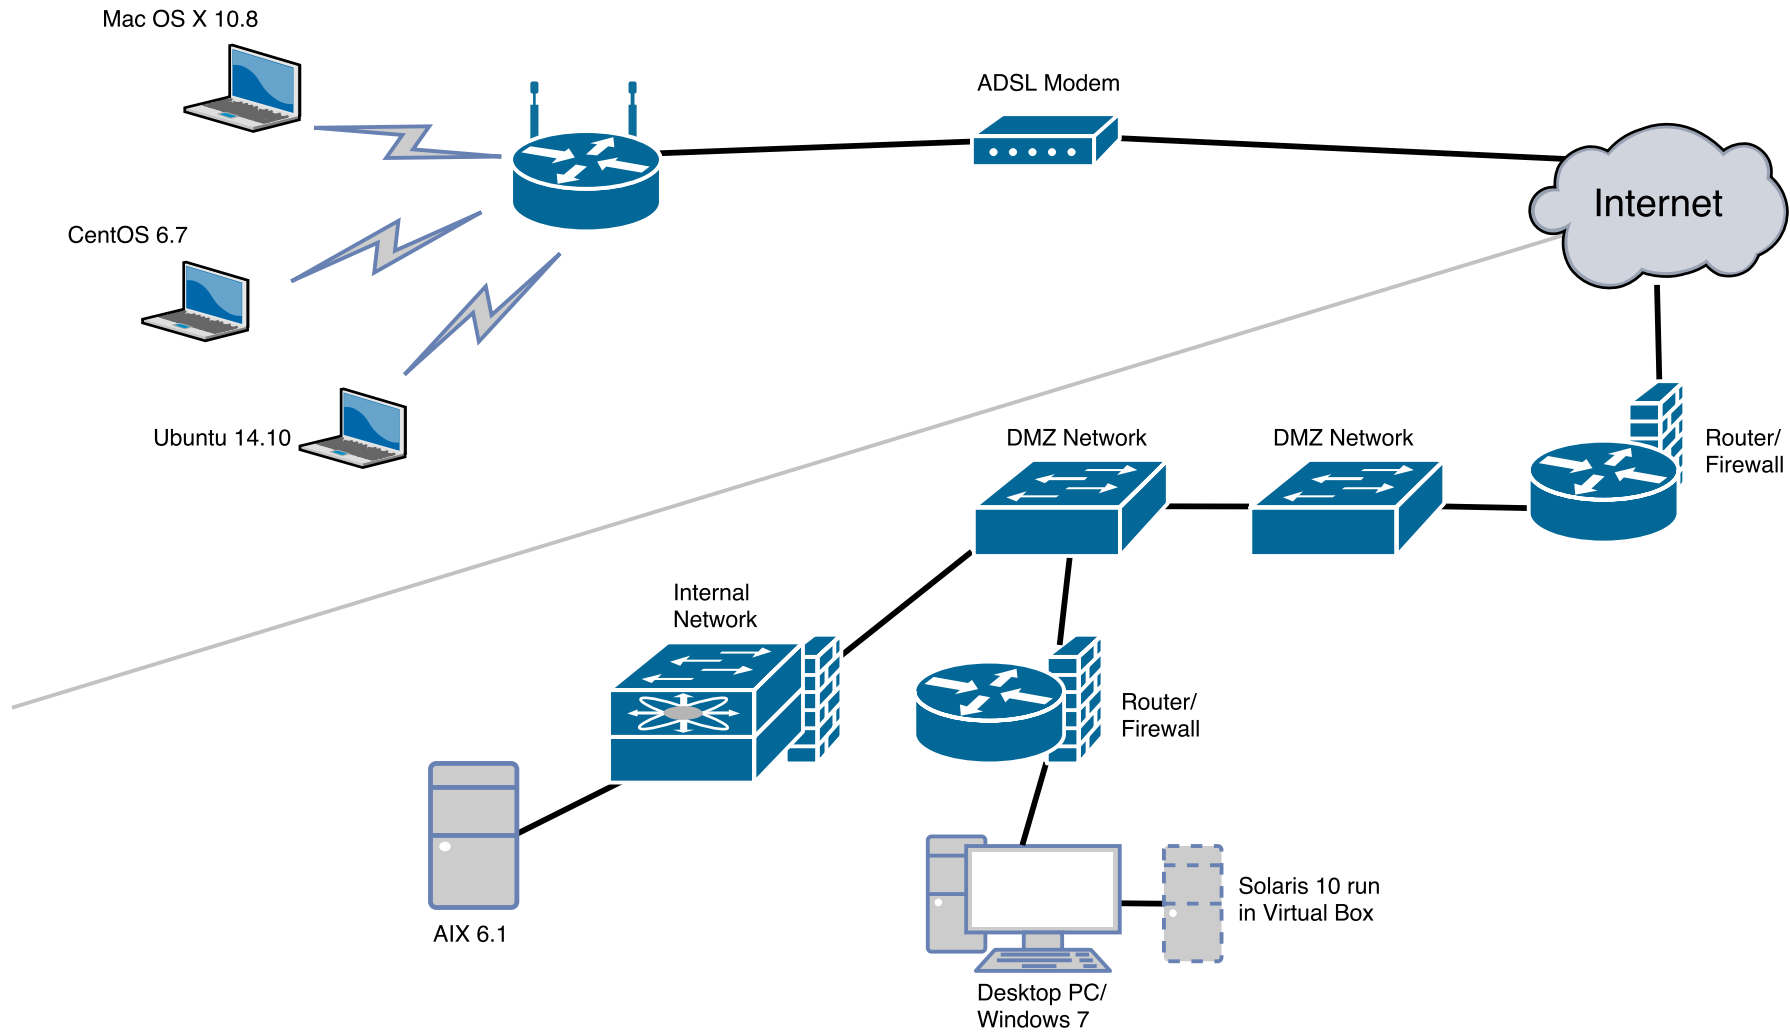 Mac OS X 10.8
ADSL Modem
Internet
CentOS 6.7
Ubuntu 14.10
DMZ Network
DMZ Network
Router/
Firewall
Internal
Network
Router/
Firewall
AIX 6.1
Solaris 10 run
in Virtual Box
Desktop PC/
Windows 7